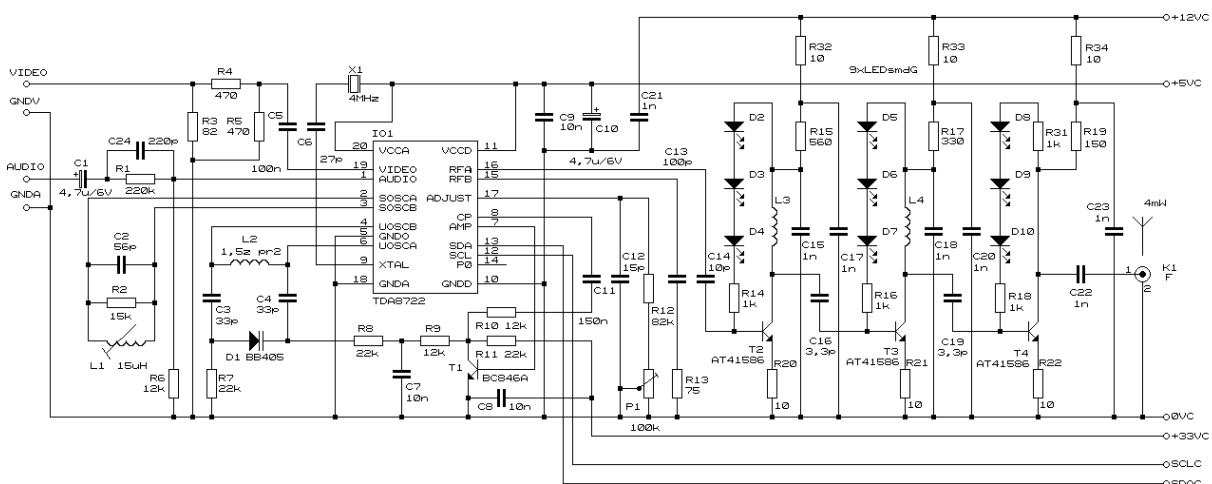 +12VC
R32
10
R33
10
R34
10
9xLEDsmdG
VIDEO
R4
470
X1
4MHz
+5VC
GNDV
R3
82
R5
470
C5
100n
C6
27p
C9
10n
C10
4,7u/6V
C21
1n
D2
D5
D8
R15
560
R17
330
R31
1k
R19
150
C24
220p
IO1
20 VCCA VCCD 11
19 VIDEO RFA 16
1 AUDIO RFB 15
2 SOSCA ADJUST 17
3 SOSCB
CP 8
4 UOSCB AMP 7
5 GNDO
6 UOSCA SDA 13
SCL 12
9 XTAL P0 14
18 GNDA GNDD 10
TDA8722
C13
100p
AUDIO
C1
4,7u/6V
R1
220k
GNDA
D3
D6
D9
L3
L4
D4
D7
D10
C23
1n
4mW
C2
56p
L2
1,5z pr2
C12
15p
C14
10p
C15
1n
C17
1n
C18
1n
C20
1n
C22
1n
1
2
K1
F
R2
15k
C3
33p
C4
33p
C11
150n
R12
82k
R14
1k
R16
1k
R18
1k
C16
3,3p
C19
3,3p
R10 12k
R11 22k
R8
22k
R9
12k
D1 BB405
T2
AT41586
T3
AT41586
T4
AT41586
L1 15uH
R6
12k
R7
22k
C7
10n
T1
BC846A
C8
10n
P1
100k
R13
75
R20
10
R21
10
R22
10
0VC
+33VC
SCLC
SDAC